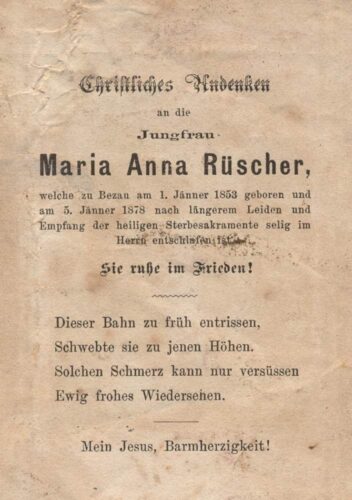 Christliches Andenken
an die
Jungfrau
Maria Anna Rüscher,
welche zu Bezau am 1. Jänner 1853 geboren und
am 5. Jänner 1878 nach längerem Leiden und
Empfang der heiligen Sterbesakramente selig im
Herrn entschlafen ist.
Sie ruhe im Frieden!
Dieser Bahn zu früh entrissen,
Schwebte sie zu jenen Höhen.
Solchen Schmerz kann nur versüssen
Ewig frohes Wiedersehen.
Mein Jesus, Barmherzigkeit!